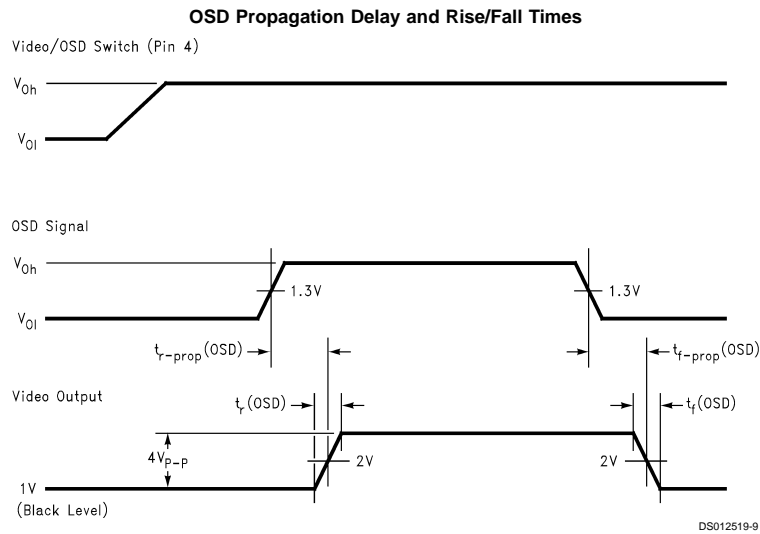 OSD Propagation Delay and Rise/Fall Times
Video/OSD Switch (Pin 4)
V0h
V0l
OSD Signal
V0h
1.3V
1.3V
V0l
tr-prop(OSD)
tf-prop(OSD)
Video Output
tr(OSD)
tf(OSD)
4VP-P
2V
2V
1V
(Black Level)
DS012519-9